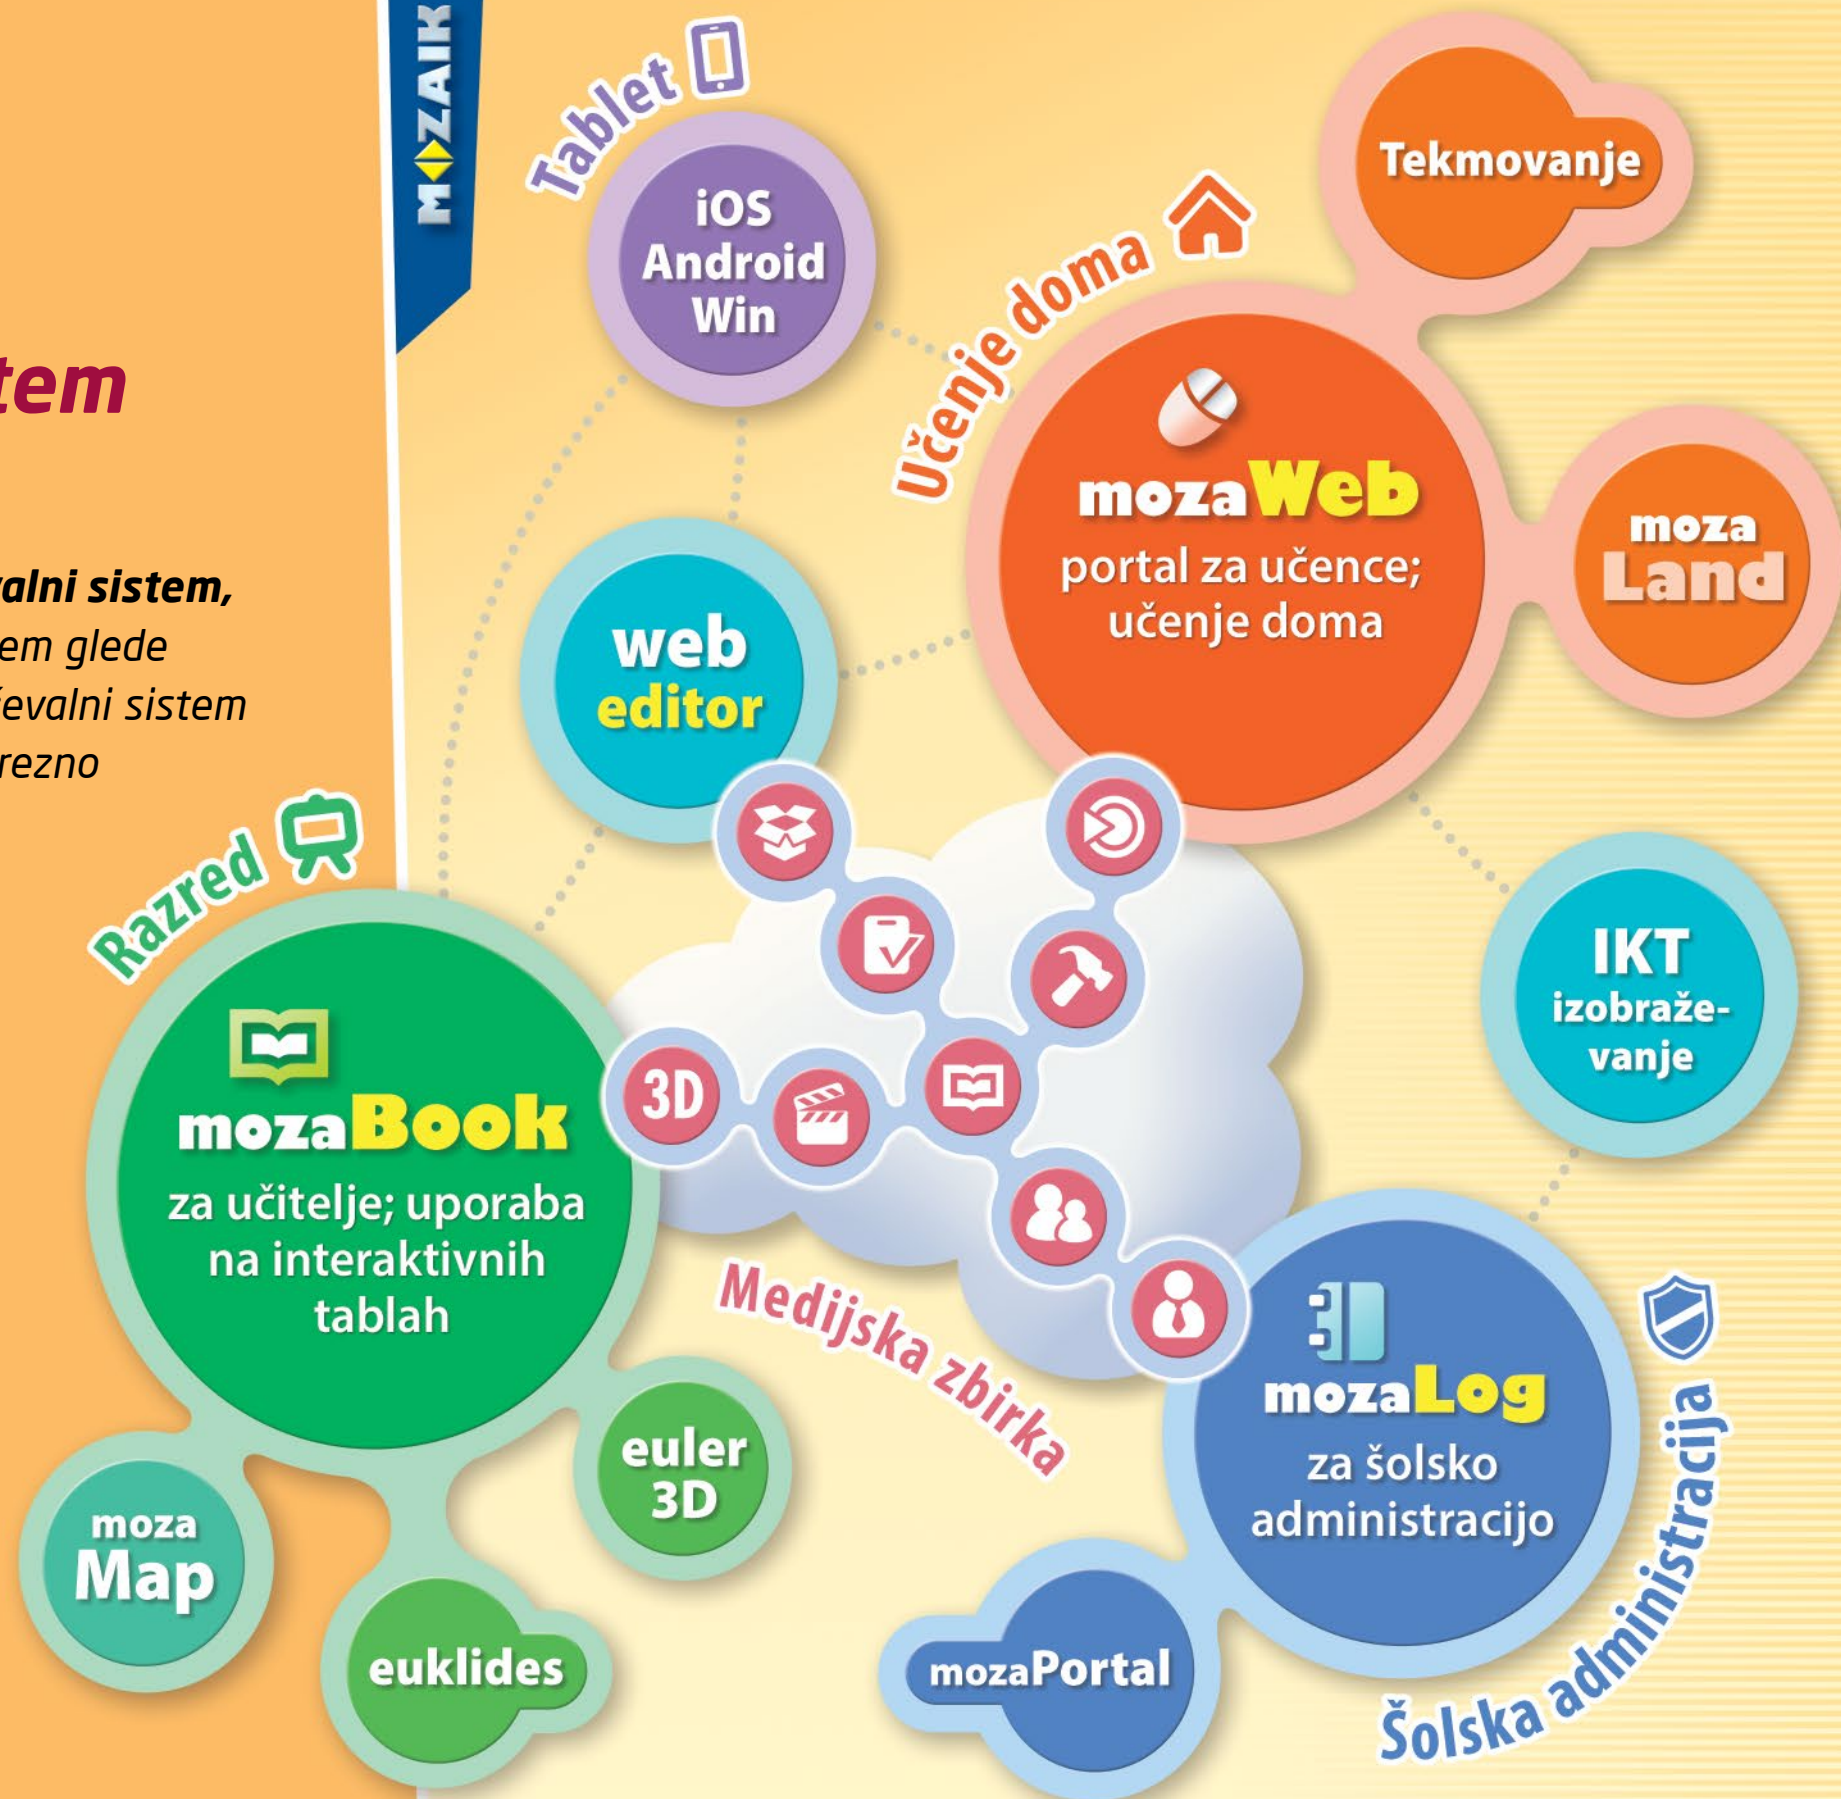 MOZAIK
tem
alni sistem,
em glede
evalni sistem
rezno
Tablet
iOS
Android
Win
Učenje doma
Tekmovanje
mozaWeb
portal za učence;
učenje doma
moza
Land
web
editor
IKT
izobraže-
vanje
Razred
mozaBook
za učitelje; uporaba
na interaktivnih
tablah
3D
Medijska zbirka
mozaLog
za šolsko
administracijo
Šolska administracija
euler
3D
moza
Map
euklides
mozaPortal